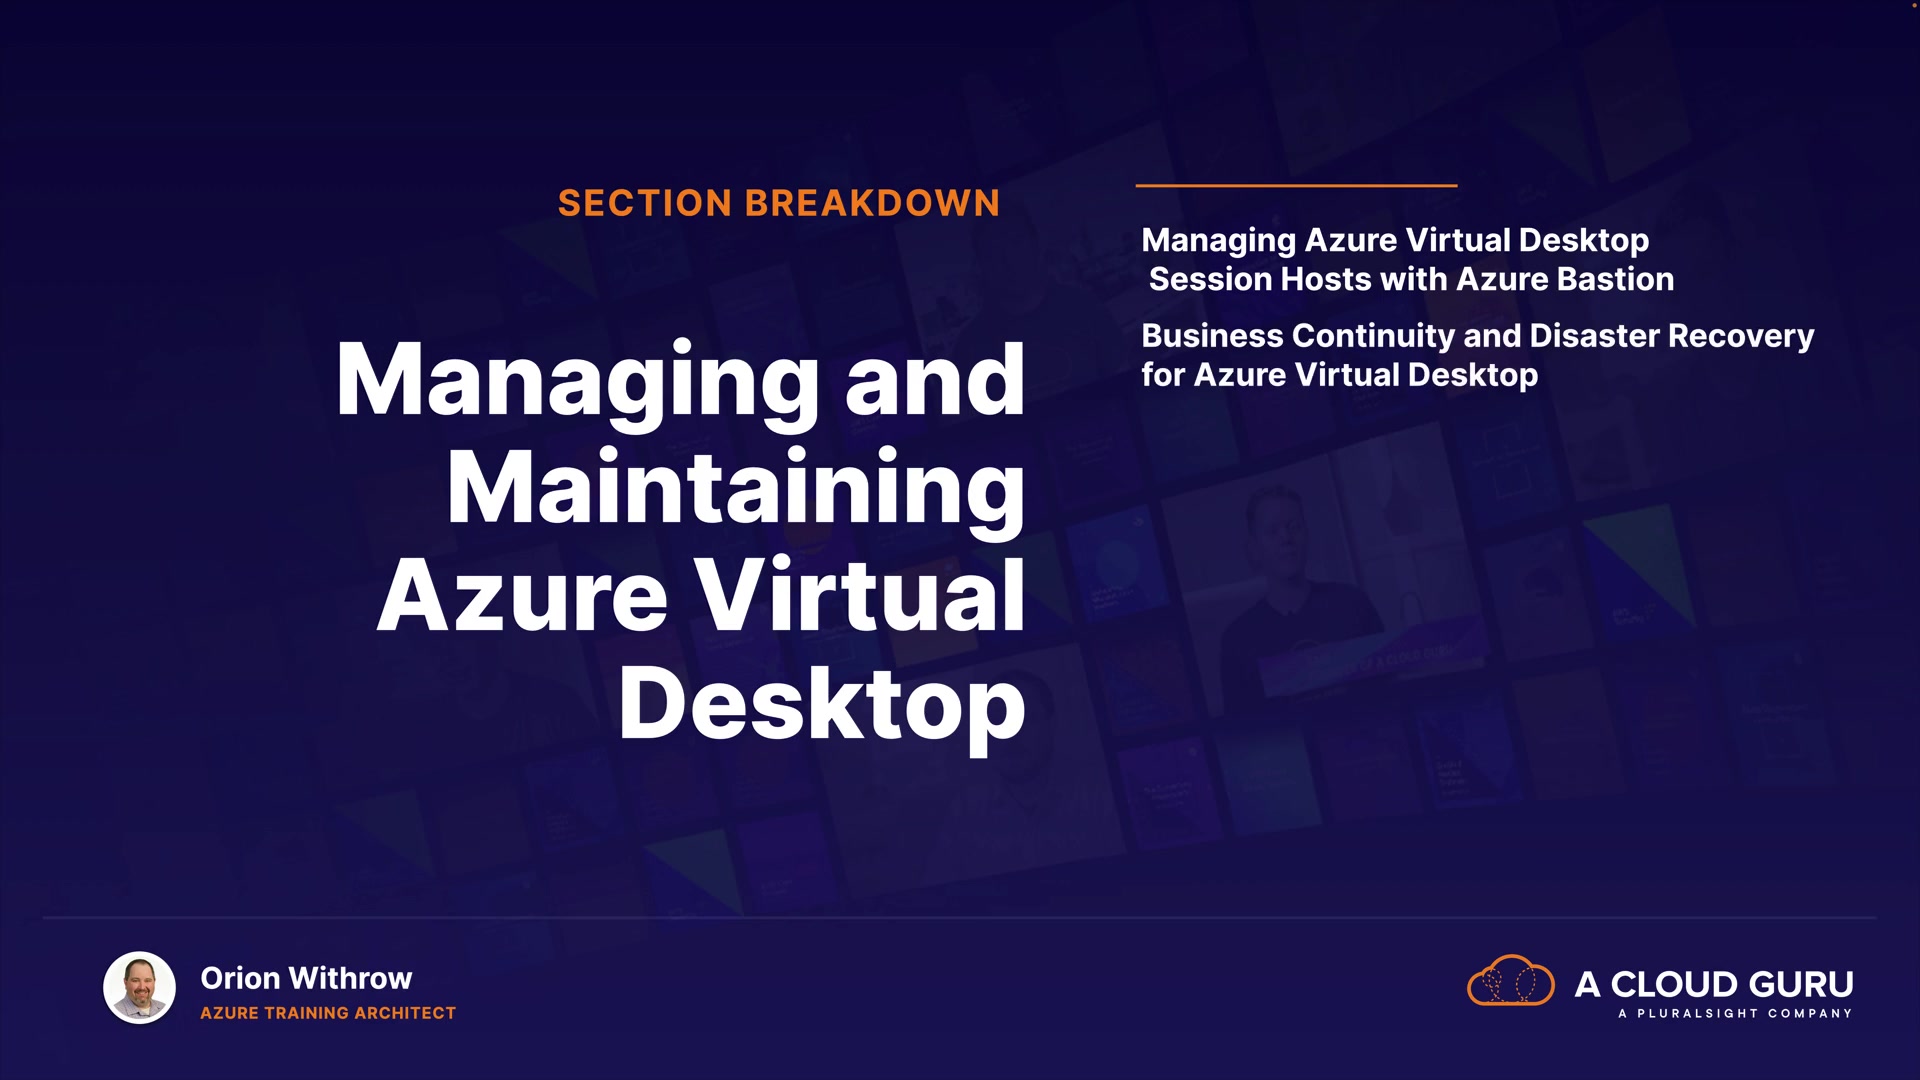 SECTION BREAKDOWN
Managing and
Maintaining
Azure Virtual
Desktop
Managing Azure Virtual Desktop
Session Hosts with Azure Bastion
Business Continuity and Disaster Recovery
for Azure Virtual Desktop
Orion Withrow
AZURE TRAINING ARCHITECT
A CLOUD GURU
A PLURALSIGHT COMPANY